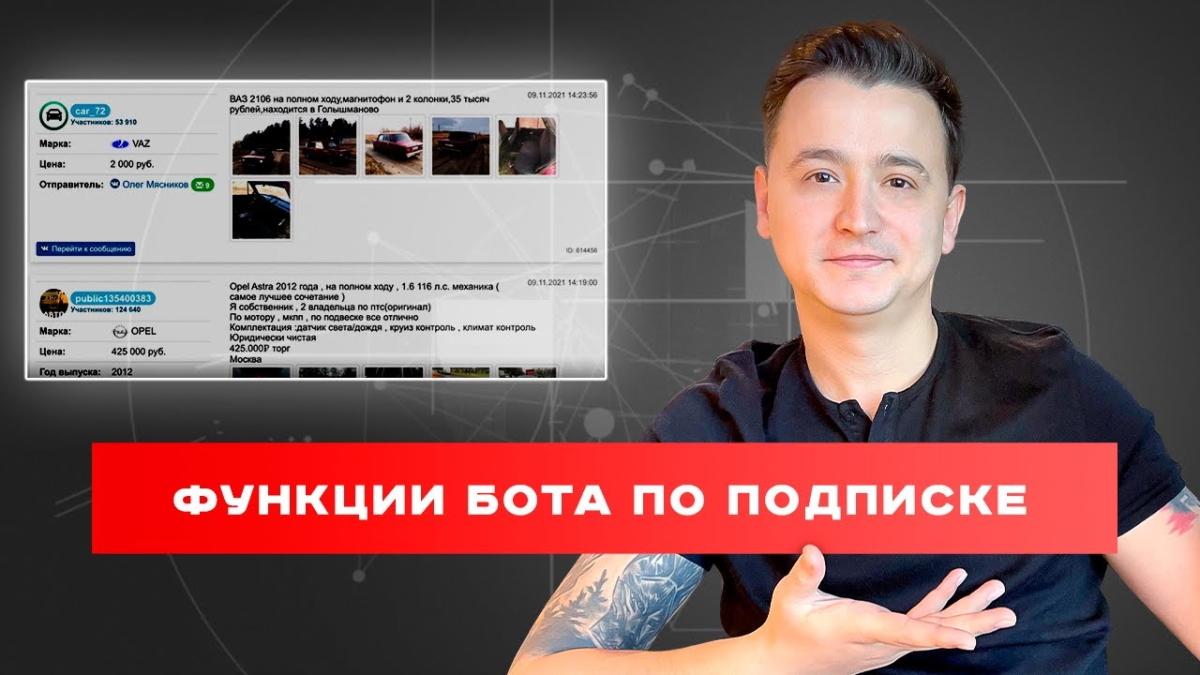 car_72
Участников: 53 910
Марка: VAZ
Цена: 2 000 руб.
Отправитель: Олег Мясников 9
Перейти к сообщению
ВАЗ 2106 на полном ходу,магнитофон и 2 колонки,35 тысяч
рублей,находится в Голышманово
09.11.2021 14:23:56
ID: 614456
public135400383
Участников: 124 640
Марка: OPEL
Цена: 425 000 руб.
Год выпуска: 2012
Opel Astra 2012 года , на полном ходу , 1.6 116 л.с. механика (
самое лучшее сочетание )
Я собственник , 2 владельца по птс(оригинал)
По мотору , мкпп , по подвеске все отлично
Комплектация :датчик света/дождя , круиз контроль , климат контроль
Юридически чистая
425.000₽ торг
Москва
09.11.2021 14:19:00
ФУНКЦИИ БОТА ПО ПОДПИСКЕ